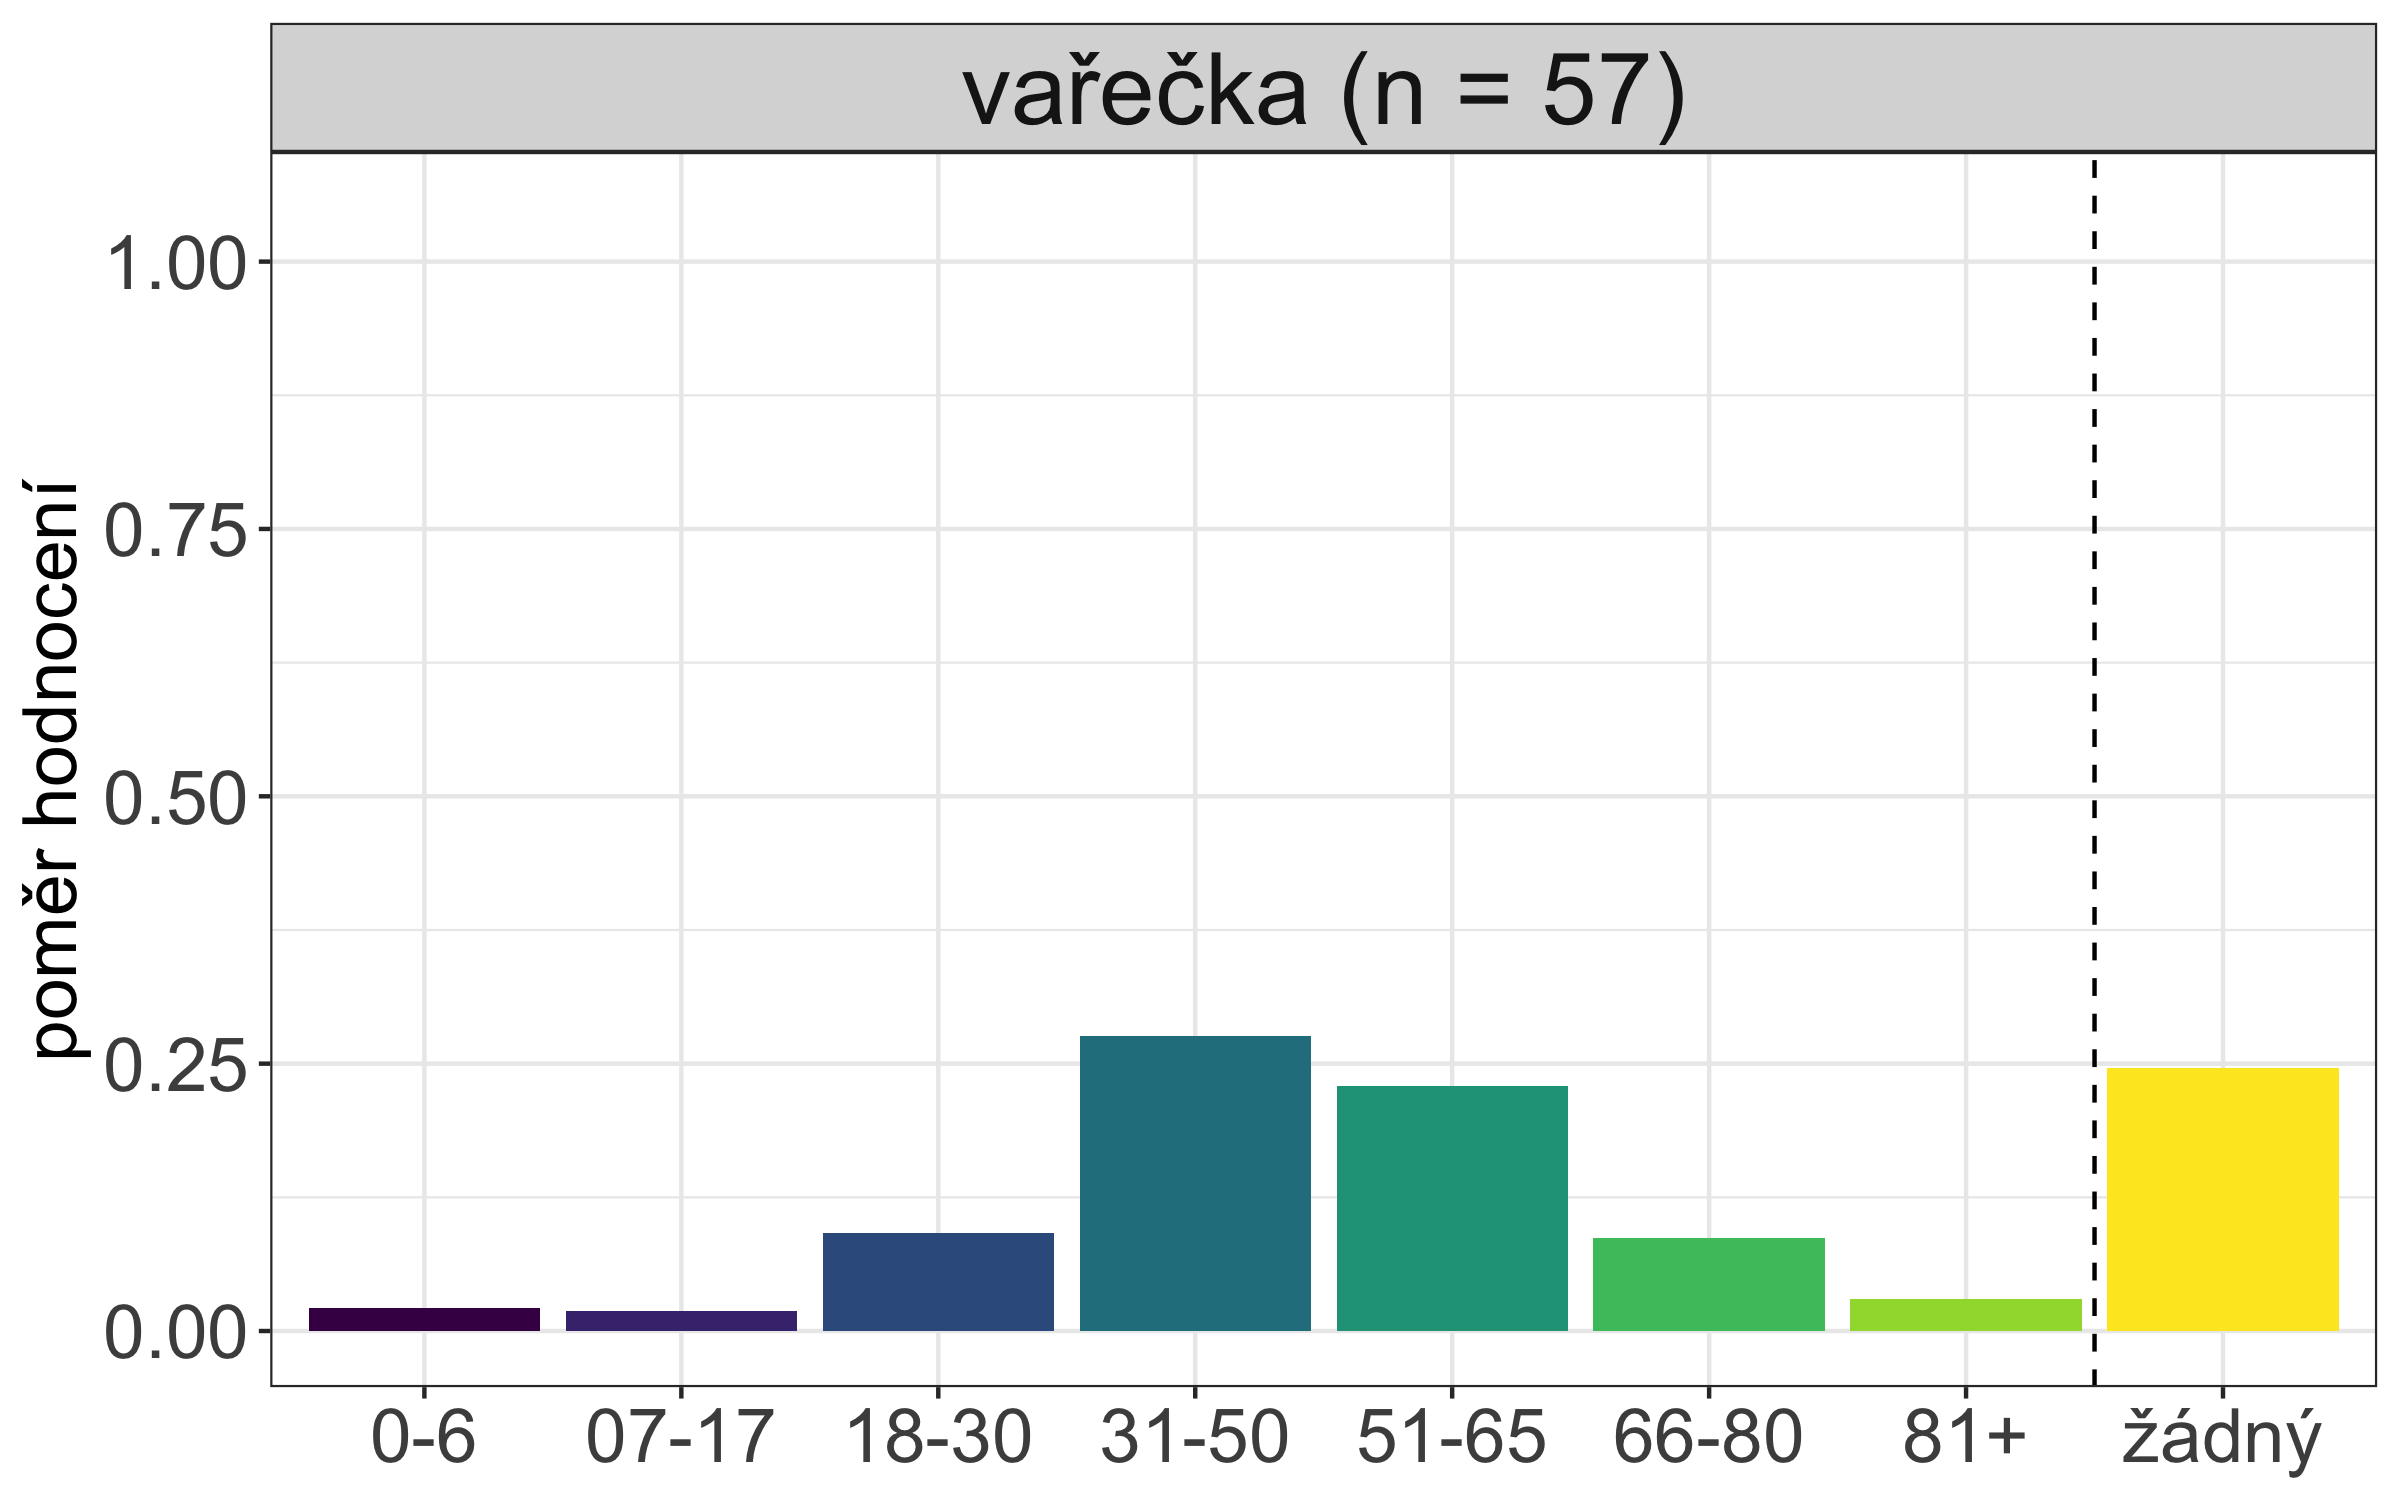 vařečka (n = 57)
poměr hodnocení
1.00
0.75
0.50
0.25
0.00
0-6 07-17 18-30 31-50 51-65 66-80 81+ žádný